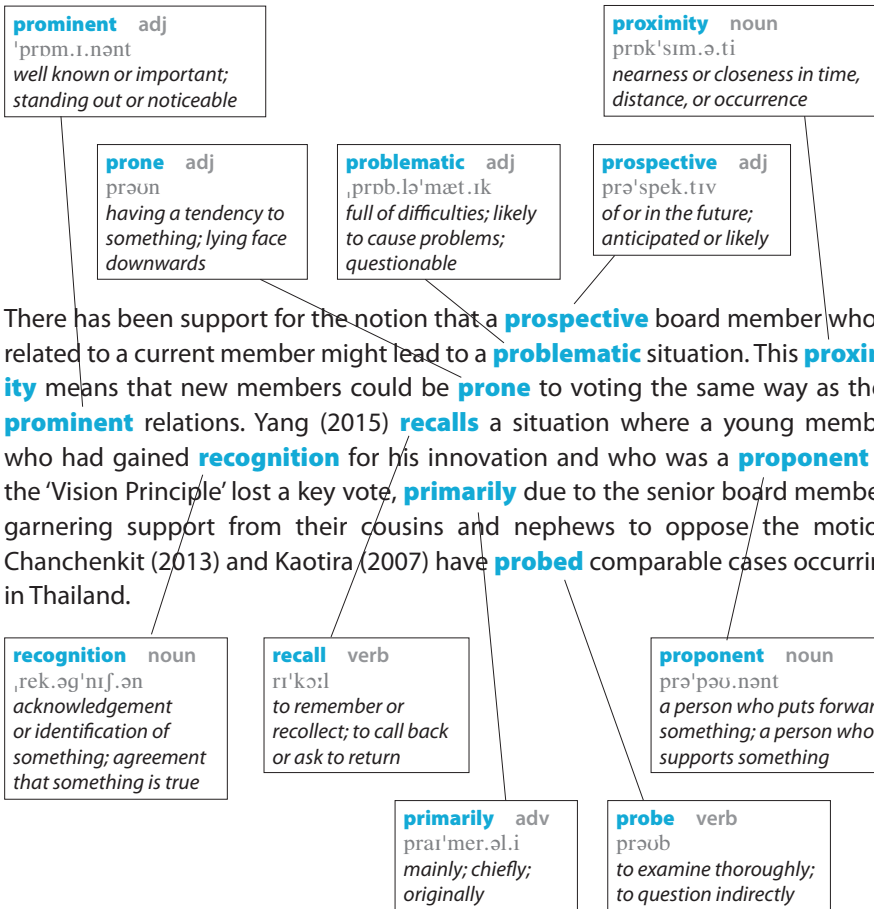 prominent adj
ˈprɒm.ɪ.nənt
well known or important;
standing out or noticeable
proximity noun
prɒkˈsɪm.ə.ti
nearness or closeness in time,
distance, or occurrence
prone adj
prəʊn
having a tendency to
something; lying face
downwards
problematic adj
ˌprɒb.ləˈmæt.ɪk
full of difficulties; likely
to cause problems;
questionable
prospective adj
prəˈspek.tɪv
of or in the future;
anticipated or likely
There has been support for the notion that a prospective board member who
related to a current member might lead to a problematic situation. This proxim
ity means that new members could be prone to voting the same way as the
prominent relations. Yang (2015) recalls a situation where a young memb
who had gained recognition for his innovation and who was a proponent
the ‘Vision Principle’ lost a key vote, primarily due to the senior board membe
garnering support from their cousins and nephews to oppose the motio
Chanchenkit (2013) and Kaotira (2007) have probed comparable cases occurrin
in Thailand.
recognition noun
ˌrek.əgˈnɪʃ.ən
acknowledgement
or identification of
something; agreement
that something is true
recall verb
rɪˈkɔːl
to remember or
recollect; to call back
or ask to return
proponent noun
prəˈpəʊ.nənt
a person who puts forwar
something; a person who
supports something
primarily adv
praɪˈmer.əl.i
mainly; chiefly;
originally
probe verb
prəʊb
to examine thoroughly;
to question indirectly